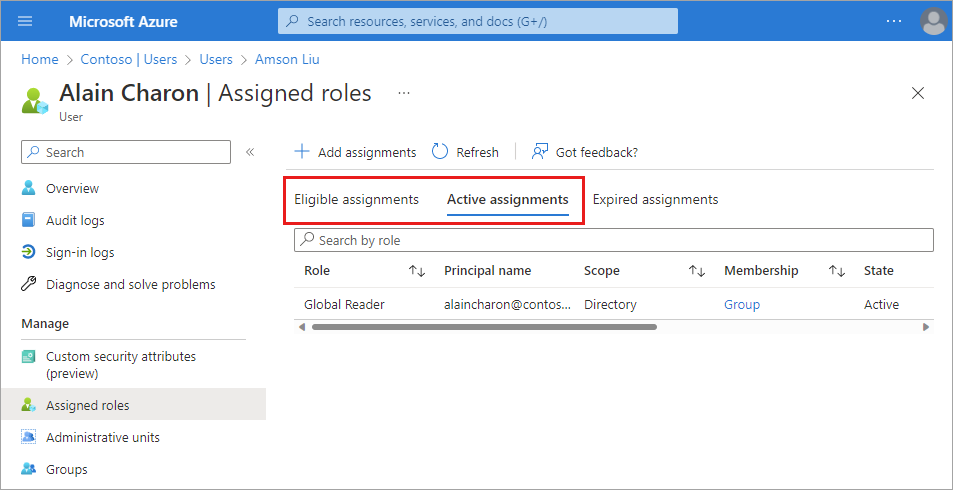 Microsoft Azure
Search resources, services, and docs (G+/)
...
Home > Contoso | Users > Users > Amson Liu
Alain Charon | Assigned roles ...
User
Search
«
Overview
Audit logs
Sign-in logs
Diagnose and solve problems
Manage
Custom security attributes
(preview)
Assigned roles
Administrative units
Groups
+ Add assignments
Refresh
Got feedback?
Eligible assignments Active assignments Expired assignments
Search by role
Role ↑↓ Principal name Scope ↑↓ Membership ↑↓ State
Global Reader alaincharon@contos... Directory Group Active